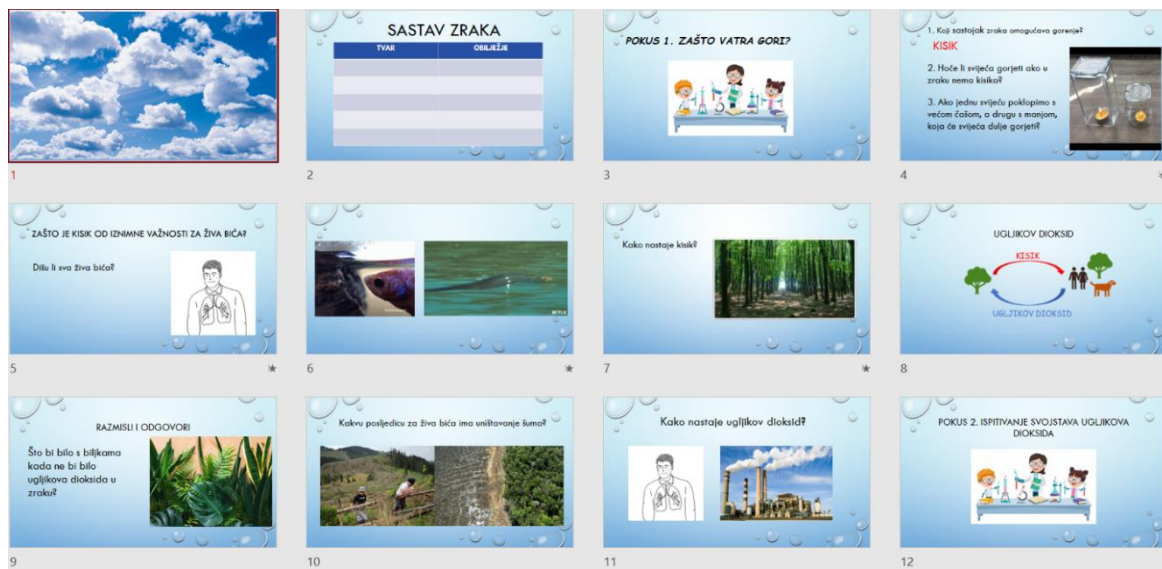 1
SASTAV ZRAKA
TVAR OBILJEŽJE
2
POKUS 1. ZAŠTO VATRA GORI?
3
1. Koji sastojak zraka omogućava gorenje?
KISIK
2. Hoće li svijeća gorjeti ako u
zraku nema kisika?
3. Ako jednu svijeću poklopimo s
većom čašom, a drugu s manjom,
koja će svijeća dulje gorjeti?
4
ZAŠTO JE KISIK OD IZNIMNE VAŽNOSTI ZA ŽIVA BIĆA?
Dišu li sva živa bića?
5
6
Kako nastaje kisik?
7
UGLJIKOV DIOKSID
KISIK
UGLJIKOV DIOKSID
8
RAZMISLI I ODGOVORI
Što bi bilo s biljkama
kada ne bi bilo
ugljikova dioksida u
zraku?
9
Kakvu posljedicu za živa bića ima uništavanje šuma?
10
Kako nastaje ugljikov dioksid?
11
POKUS 2. ISPITIVANJE SVOJSTAVA UGLJIKOVA
DIOKSIDA
12